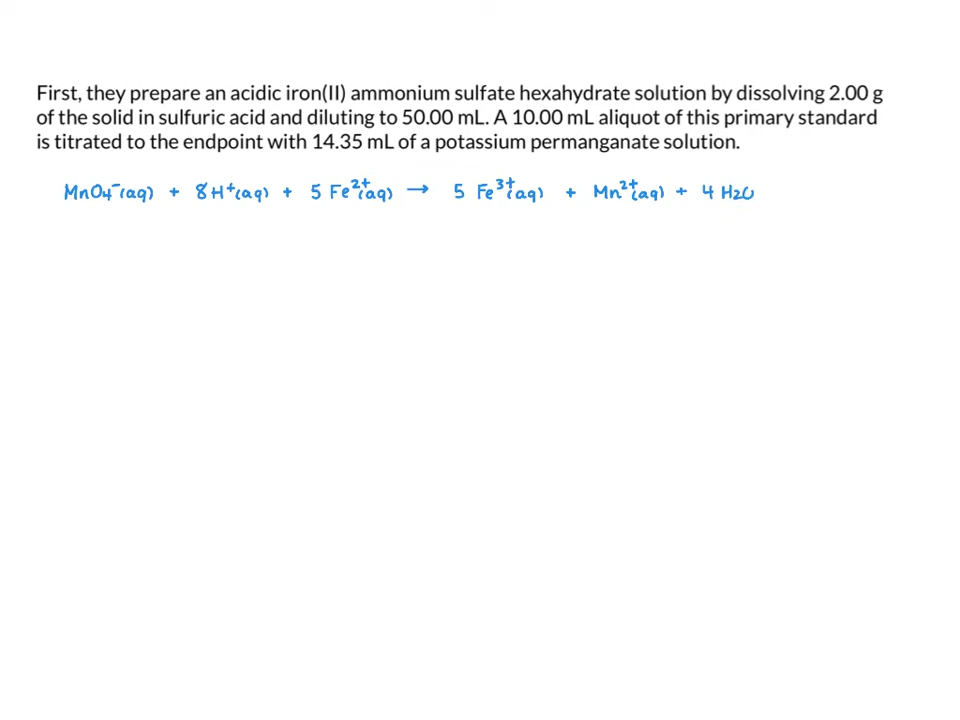 First, they prepare an acidic iron(II) ammonium sulfate hexahydrate solution by dissolving 2.00 g
of the solid in sulfuric acid and diluting to 50.00 mL. A 10.00 mL aliquot of this primary standard
is titrated to the endpoint with 14.35 mL of a potassium permanganate solution.
MnO₄⁻(aq) + 8H⁺(aq) + 5 Fe²⁺(aq) → 5 Fe³⁺(aq) + Mn²⁺(aq) + 4 H₂O